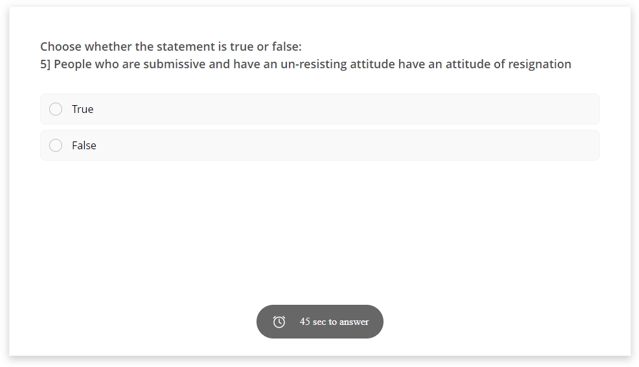 Choose whether the statement is true or false:
5] People who are submissive and have an un-resisting attitude have an attitude of resignation
True
False
45 sec to answer